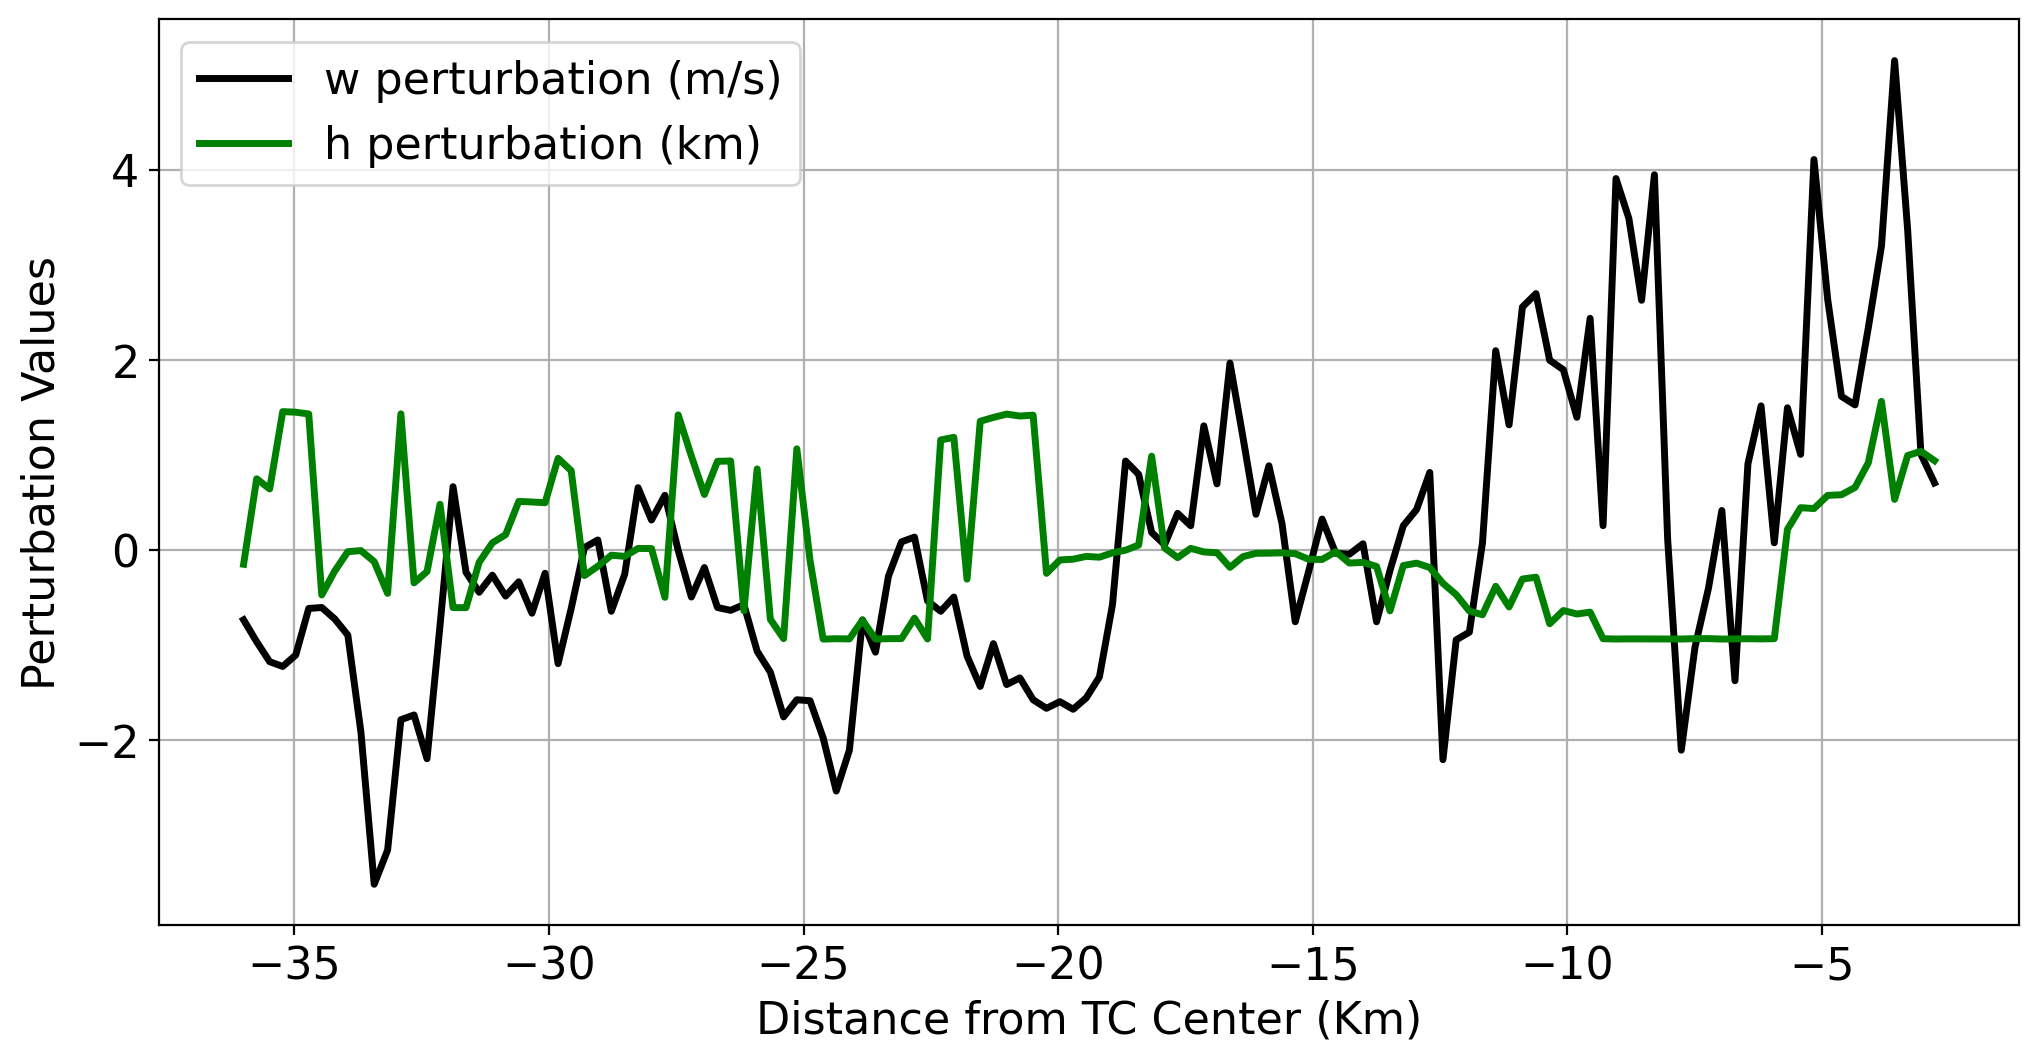 w perturbation (m/s)
h perturbation (km)
Perturbation Values
4
2
0
−2
−35
−30
−25
−20
−15
−10
−5
Distance from TC Center (Km)